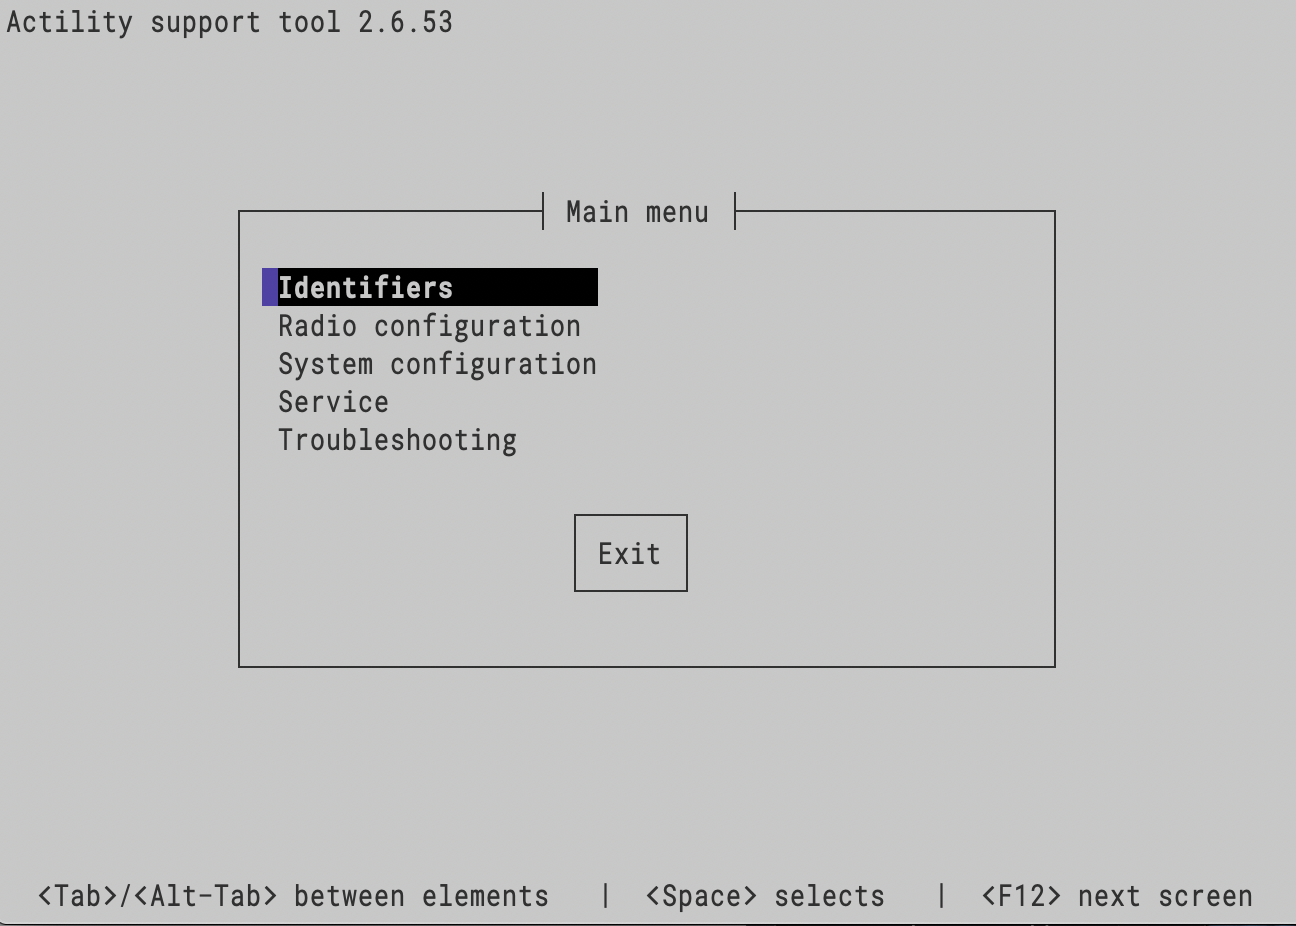 Actility support tool 2.6.53
Main menu
Identifiers
Radio configuration
System configuration
Service
Troubleshooting
Exit
<Tab>/<Alt-Tab> between elements | <Space> selects | <F12> next screen